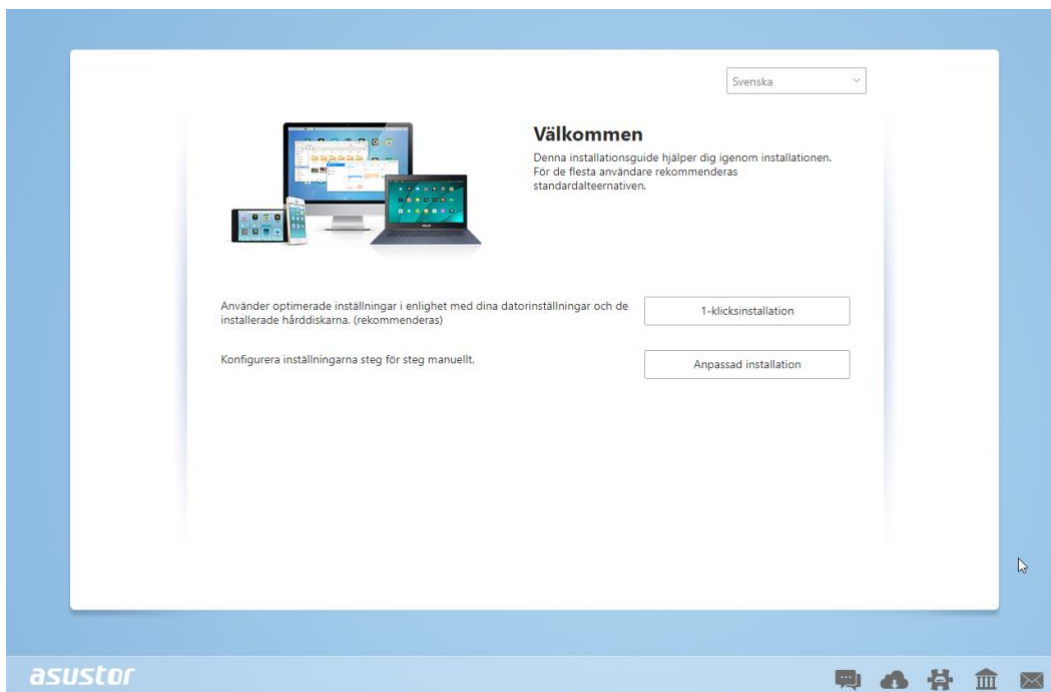 Svenska
Välkommen
Denna installationsguide hjälper dig igenom installationen.
För de flesta användare rekommenderas
standardalteernativen.
Använder optimerade inställningar i enlighet med dina datorinställningar och de
installerade hårddiskarna. (rekommenderas)
1-klicksinstallation
Konfigurera inställningarna steg för steg manuellt.
Anpassad installation
asustor